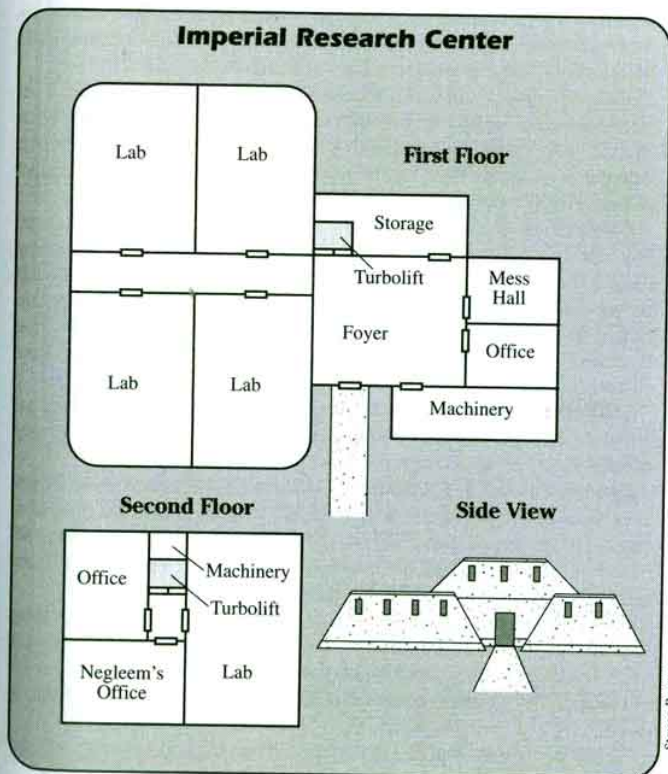 Imperial Research Center
Lab
Lab
First Floor
Storage
Turbolift
Mess
Hall
Foyer
Office
Lab
Lab
Machinery
Second Floor
Side View
Office
Machinery
Turbolift
Negleem's
Office
Lab